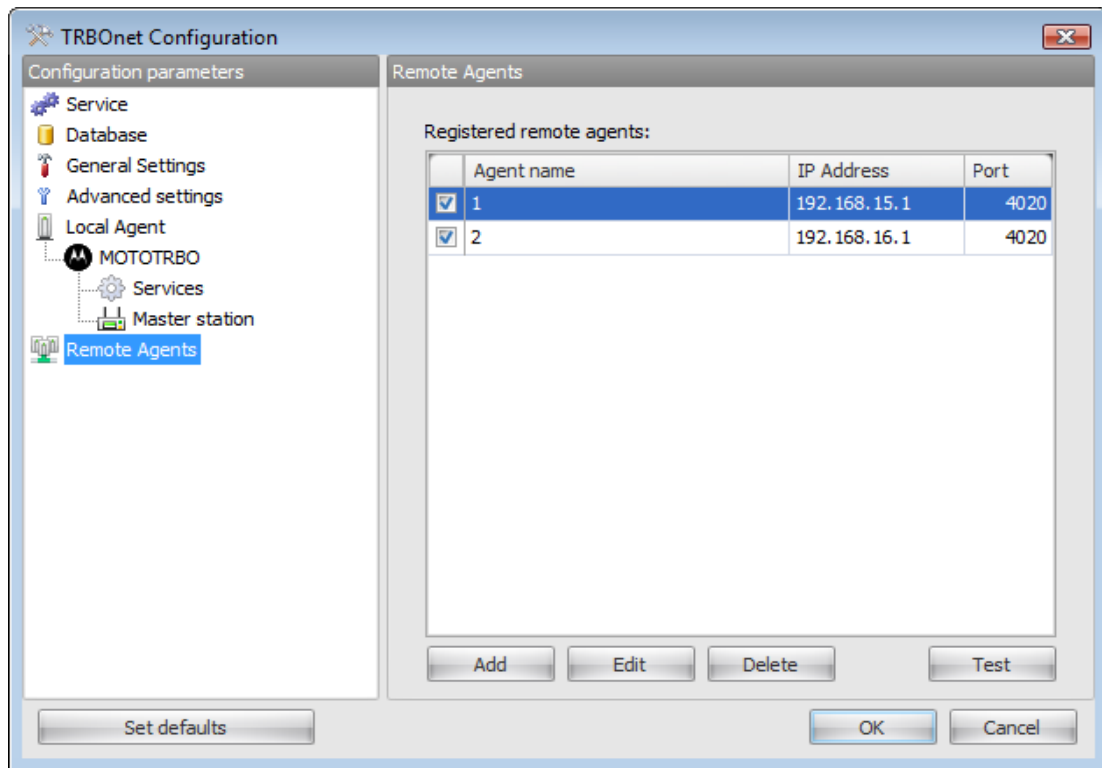 TRBOnet Configuration
Configuration parameters
Service
Database
General Settings
Advanced settings
Local Agent
MOTOTRBO
Services
Master station
Remote Agents
Remote Agents
Registered remote agents:
Agent name IP Address Port
1 192.168.15.1 4020
2 192.168.16.1 4020
Add Edit Delete Test
Set defaults OK Cancel